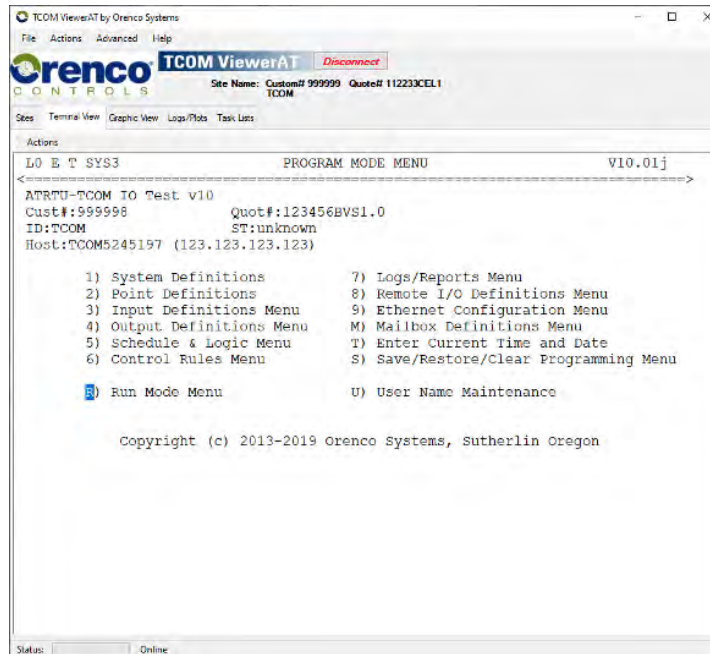 TCOM ViewerAT by Orenco Systems
File Actions Advanced Help
Orenco CONTROLS TCOM ViewerAT Disconnect
Site Name: Custom# 999999 Quote# 112233CEL1
TCOM
Sites Terminal View Graphic View Logs/Plots Task Lists
Actions
L0 E T SYS3 PROGRAM MODE MENU V10.01j
<==============================================================================>
ATRTU-TCOM IO Test v10
Cust#:999998 Quot#:123456BVS1.0
ID:TCOM ST:unknown
Host:TCOM5245197 (123.123.123.123)
1) System Definitions 7) Logs/Reports Menu
2) Point Definitions 8) Remote I/O Definitions Menu
3) Input Definitions Menu 9) Ethernet Configuration Menu
4) Output Definitions Menu M) Mailbox Definitions Menu
5) Schedule & Logic Menu T) Enter Current Time and Date
6) Control Rules Menu S) Save/Restore/Clear Programming Menu
R) Run Mode Menu U) User Name Maintenance
Copyright (c) 2013-2019 Orenco Systems, Sutherlin Oregon
Status: Online